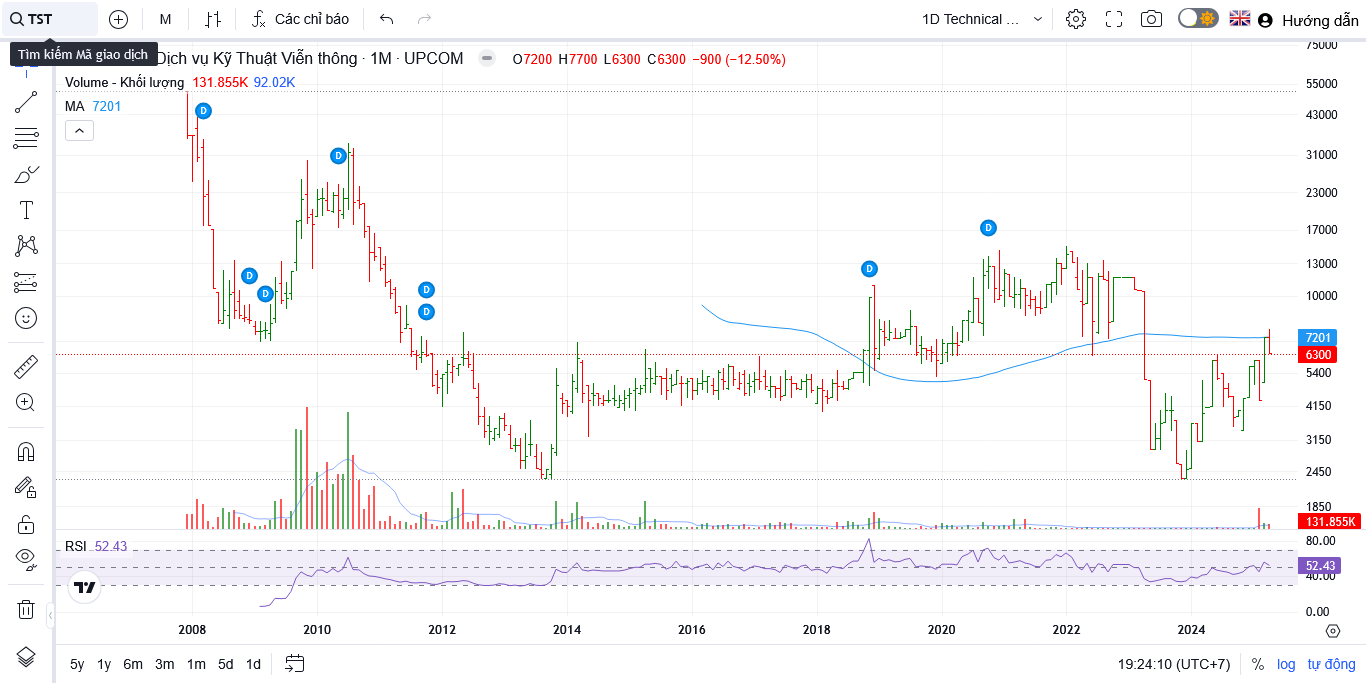 TST
M
Các chỉ báo
1D Technical ...
Hướng dẫn
Tìm kiếm Mã giao dịch
Dịch vụ Kỹ Thuật Viễn thông · 1M · UPCOM
O7200 H7700 L6300 C6300 −900 (−12.50%)
Volume - Khối lượng 131.855K 92.02K
MA 7201
D
D
D
D
D
D
D
D
75000
55000
43000
31000
23000
17000
13000
10000
7201
6300
5400
4150
3150
2450
1850
131.855K
RSI 52.43
80.00
52.43
40.00
0.00
2008 2010 2012 2014 2016 2018 2020 2022 2024
5y 1y 6m 3m 1m 5d 1d
19:24:10 (UTC+7) % log tự động